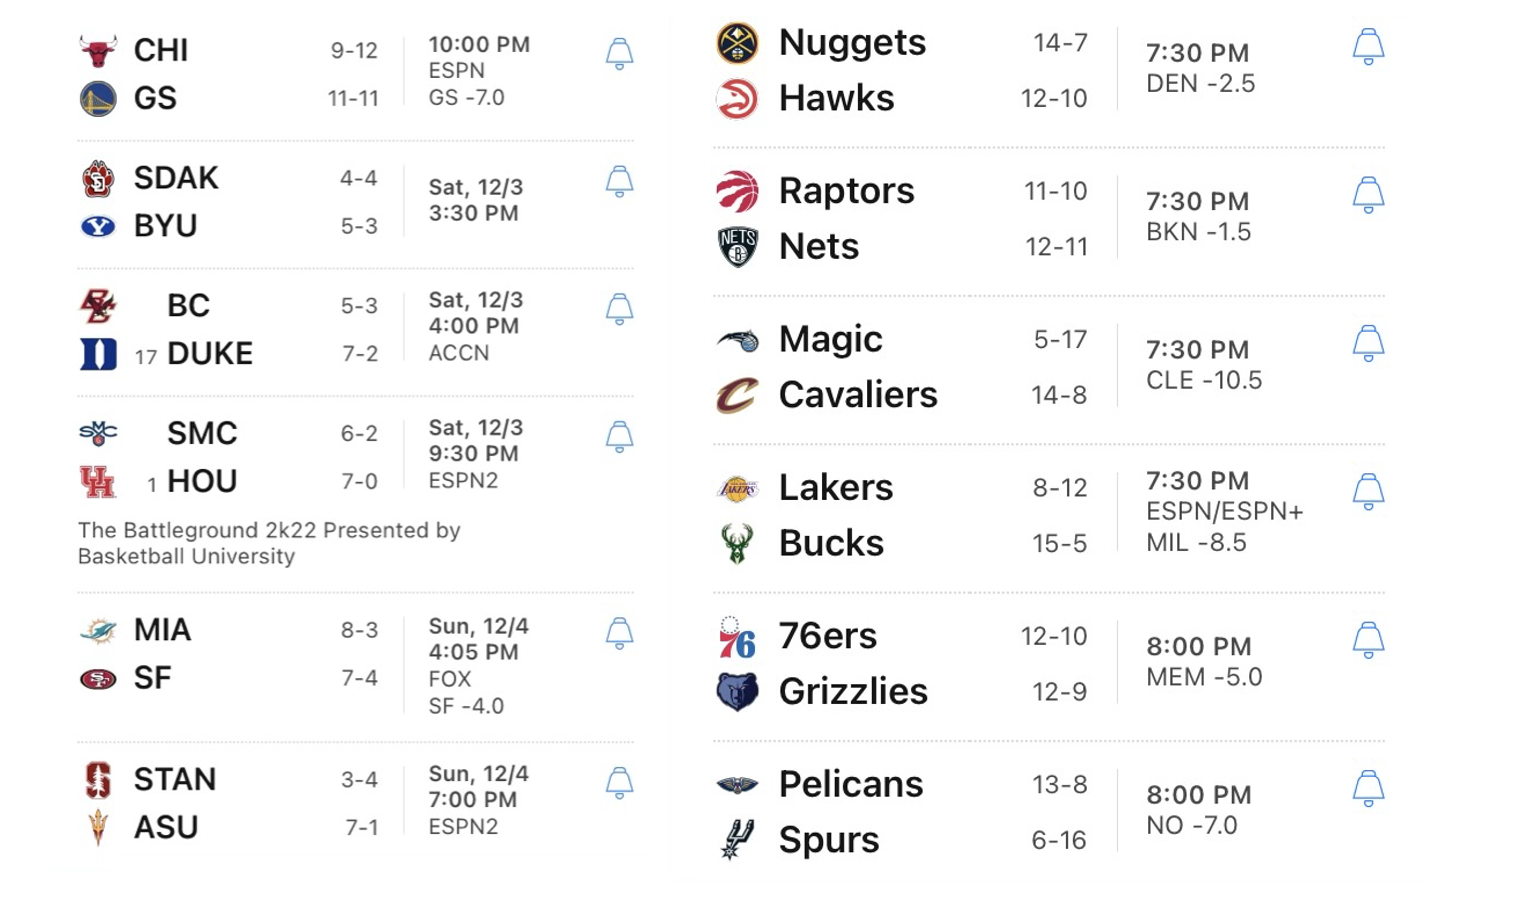 CHI 9-12 10:00 PM
ESPN
GS 11-11 GS -7.0
SDAK 4-4 Sat, 12/3
BYU 5-3 3:30 PM
BC 5-3 Sat, 12/3
4:00 PM
17 DUKE 7-2 ACCN
SMC 6-2 Sat, 12/3
9:30 PM
1 HOU 7-0 ESPN2
The Battleground 2k22 Presented by
Basketball University
MIA 8-3 Sun, 12/4
4:05 PM
SF 7-4 FOX
SF -4.0
STAN 3-4 Sun, 12/4
7:00 PM
ASU 7-1 ESPN2
Nuggets 14-7 7:30 PM
Hawks 12-10 DEN -2.5
Raptors 11-10 7:30 PM
NETS
B
Nets 12-11 BKN -1.5
Magic 5-17 7:30 PM
Cavaliers 14-8 CLE -10.5
LAKERS
Lakers 8-12 7:30 PM
ESPN/ESPN+
Bucks 15-5 MIL -8.5
76
76ers 12-10 8:00 PM
Grizzlies 12-9 MEM -5.0
Pelicans 13-8 8:00 PM
Spurs 6-16 NO -7.0